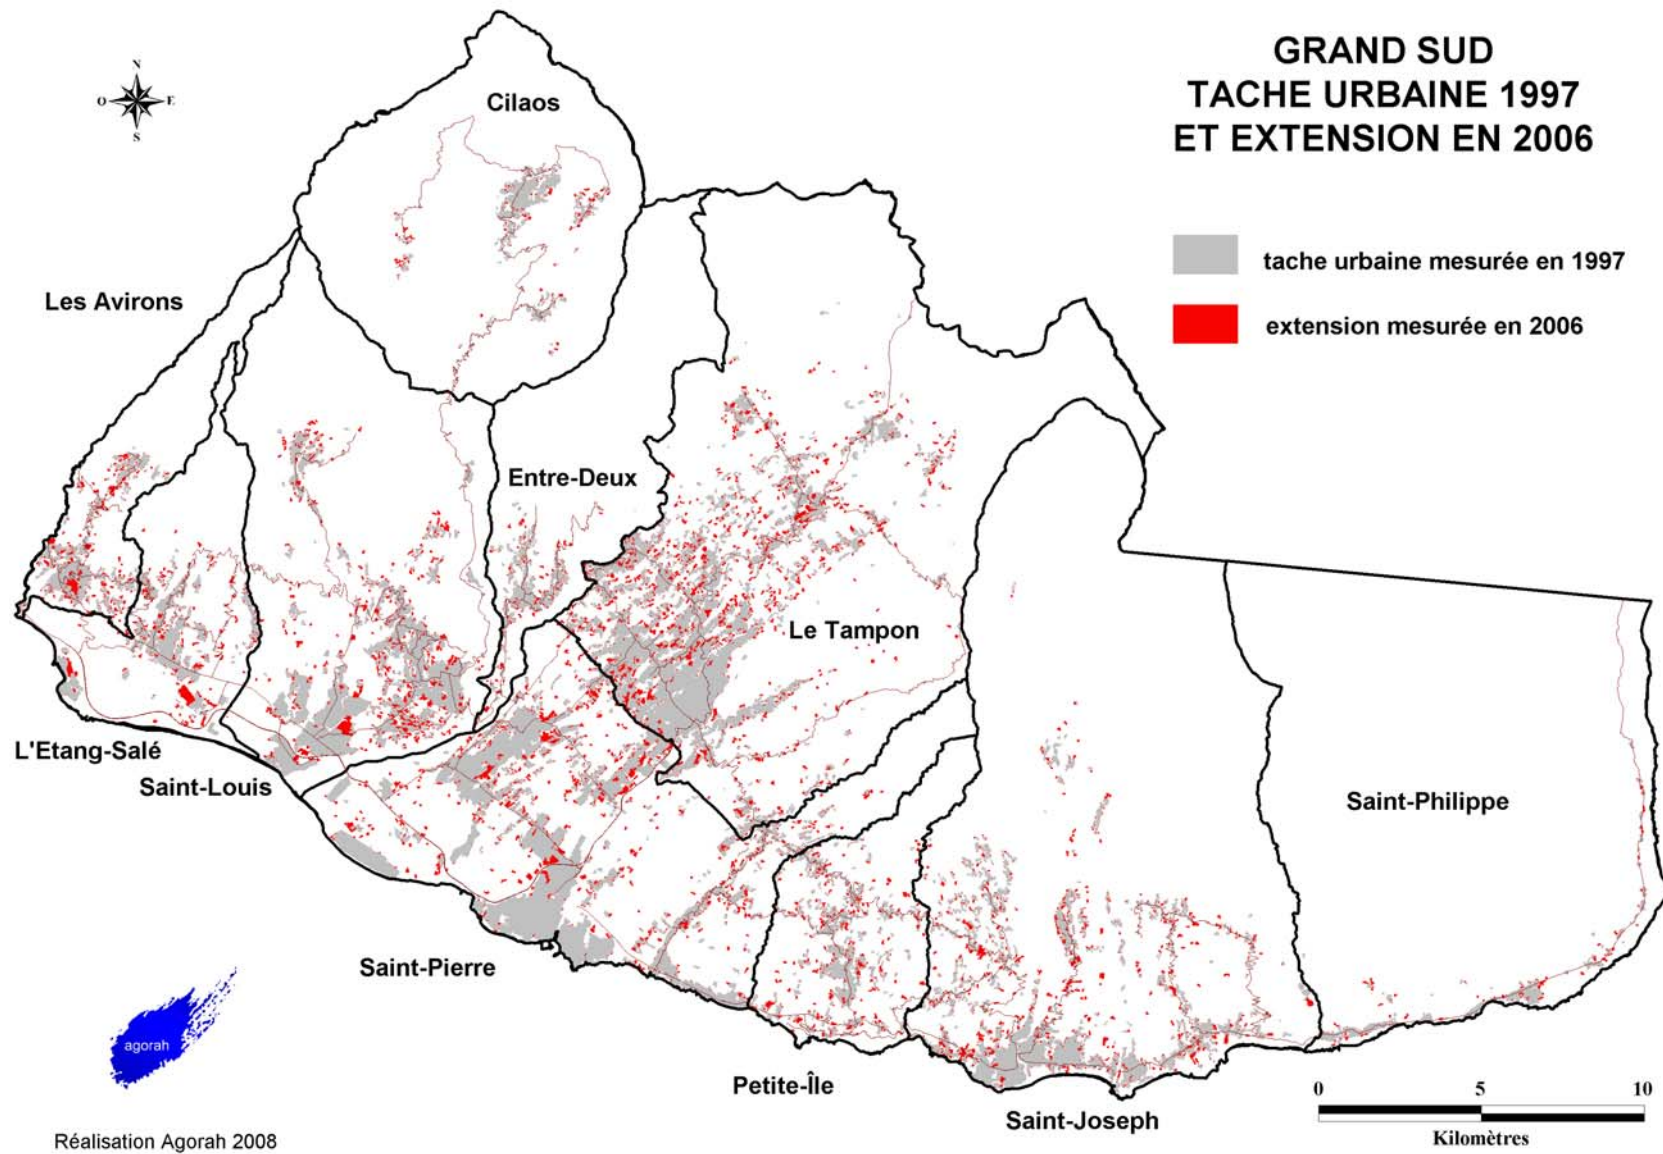 GRAND SUD
TACHE URBAINE 1997
ET EXTENSION EN 2006
N
O
E
S
Cilaos
tache urbaine mesurée en 1997
Les Avirons
extension mesurée en 2006
Entre-Deux
Le Tampon
L'Etang-Salé
Saint-Louis
Saint-Philippe
Saint-Pierre
agorah
Petite-Île
Saint-Joseph
0 5 10
Kilomètres
Réalisation Agorah 2008